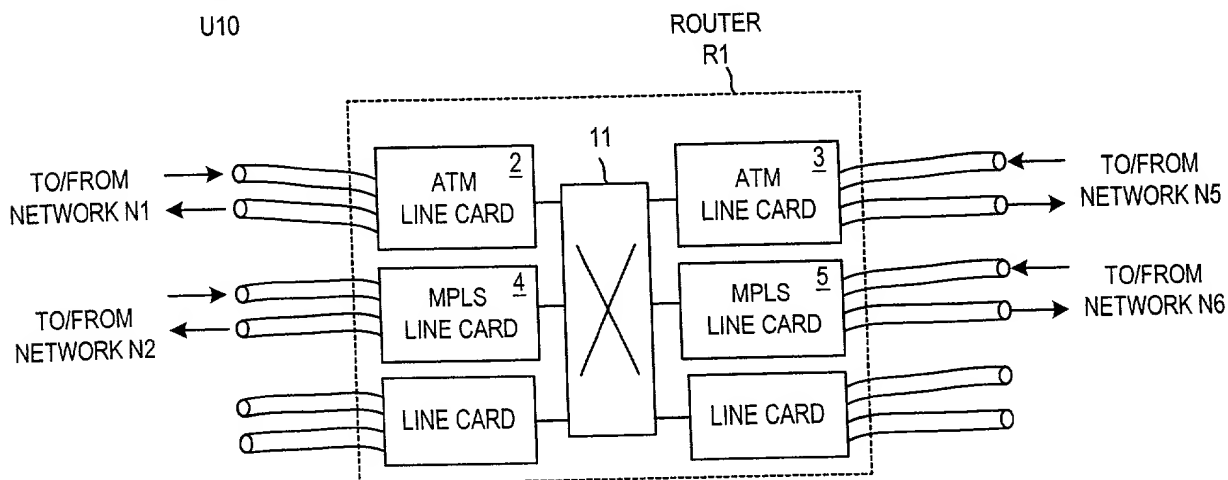 U10
ROUTER
R1
11
2
ATM
LINE CARD
3
ATM
LINE CARD
TO/FROM
NETWORK N1
TO/FROM
NETWORK N5
4
MPLS
LINE CARD
5
MPLS
LINE CARD
TO/FROM
NETWORK N2
TO/FROM
NETWORK N6
LINE CARD
LINE CARD